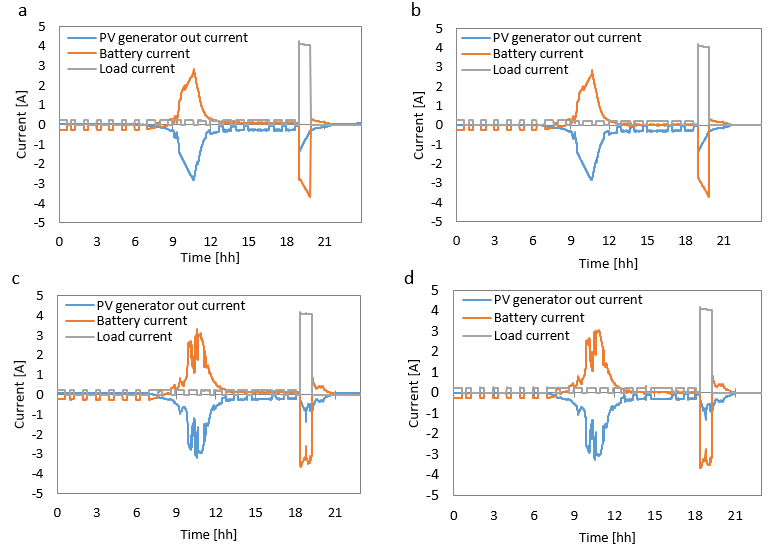 a
PV generator out current
Battery current
Load current
5
4
3
2
1
0
-1
-2
-3
-4
-5
Current [A]
0 3 6 9 12 15 18 21
Time [hh]
b
PV generator out current
Battery current
Load current
5
4
3
2
1
0
-1
-2
-3
-4
-5
Current [A]
0 3 6 9 12 15 18 21
Time [hh]
c
PV generator out current
Battery current
Load current
5
4
3
2
1
0
-1
-2
-3
-4
-5
Current [A]
0 3 6 9 12 15 18 21
Time [hh]
d
PV generator out current
Battery current
Load current
5
4
3
2
1
0
-1
-2
-3
-4
-5
Current [A]
0 3 6 9 12 15 18 21
Time [hh]